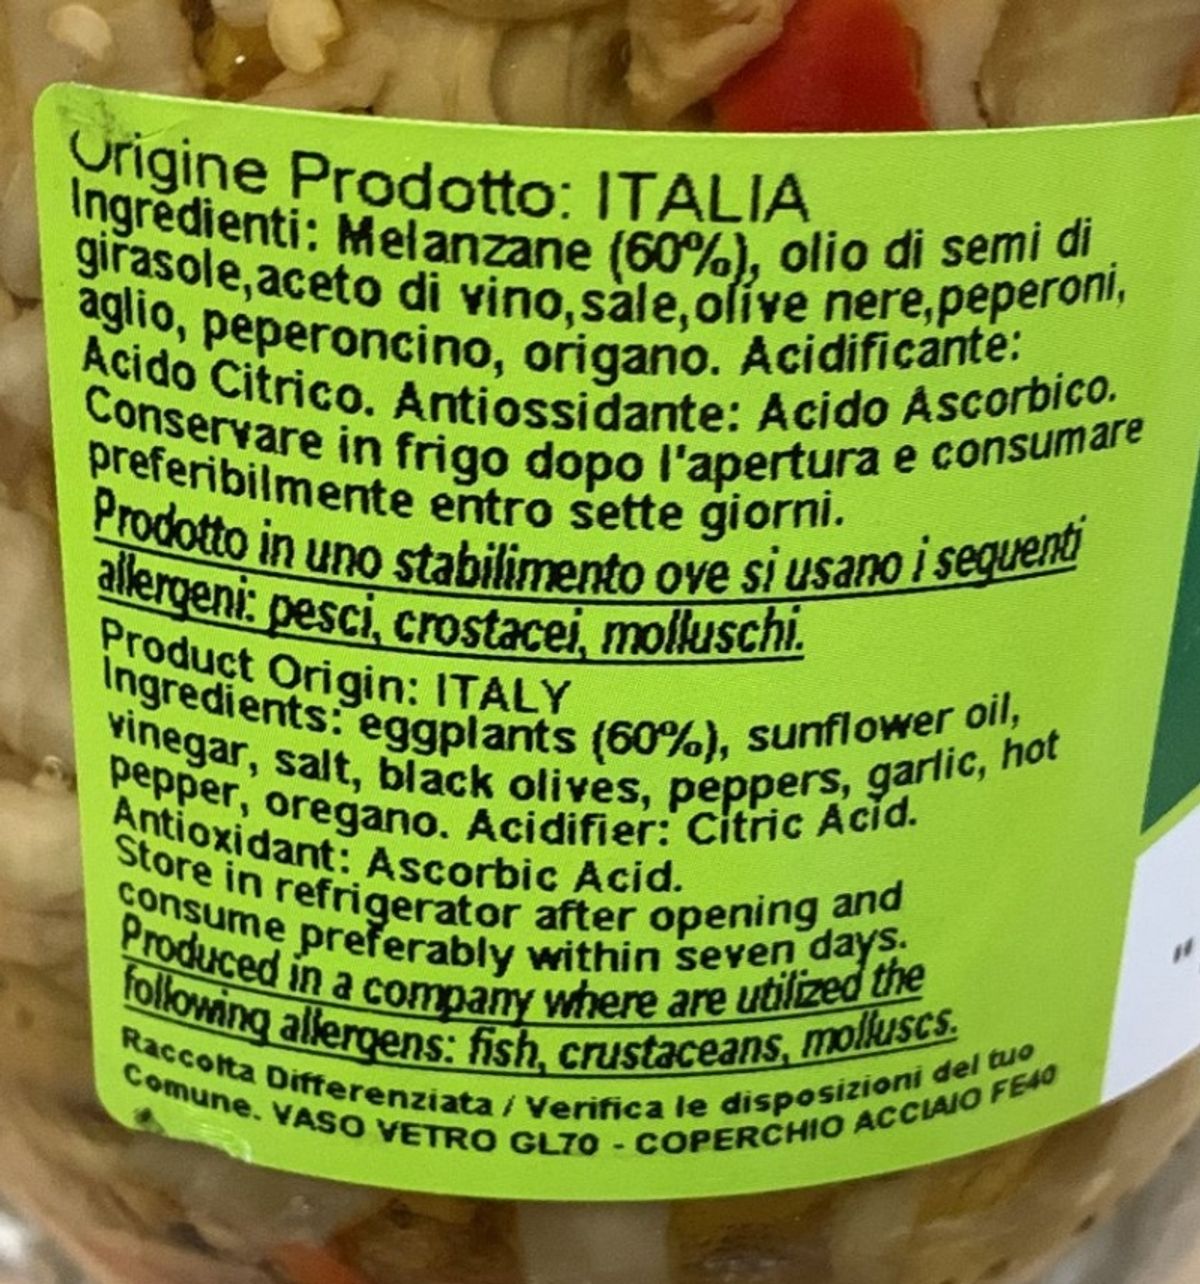 Origine Prodotto: ITALIA
Ingredienti: Melanzane (60%), olio di semi di
girasole,aceto di vino,sale,olive nere,peperoni,
aglio, peperoncino, origano. Acidificante:
Acido Citrico. Antiossidante: Acido Ascorbico.
Conservare in frigo dopo l'apertura e consumare
preferibilmente entro sette giorni.
Prodotto in uno stabilimento ove si usano i seguenti
allergeni: pesci, crostacei, molluschi.
Product Origin: ITALY
Ingredients: eggplants (60%), sunflower oil,
vinegar, salt, black olives, peppers, garlic, hot
pepper, oregano. Acidifier: Citric Acid.
Antioxidant: Ascorbic Acid.
Store in refrigerator after opening and
consume preferably within seven days.
Produced in a company where are utilized the
following allergens: fish, crustaceans, molluscs.
Raccolta Differenziata / Verifica le disposizioni del tuo
Comune. VASO VETRO GL70 - COPERCHIO ACCIAIO FE40